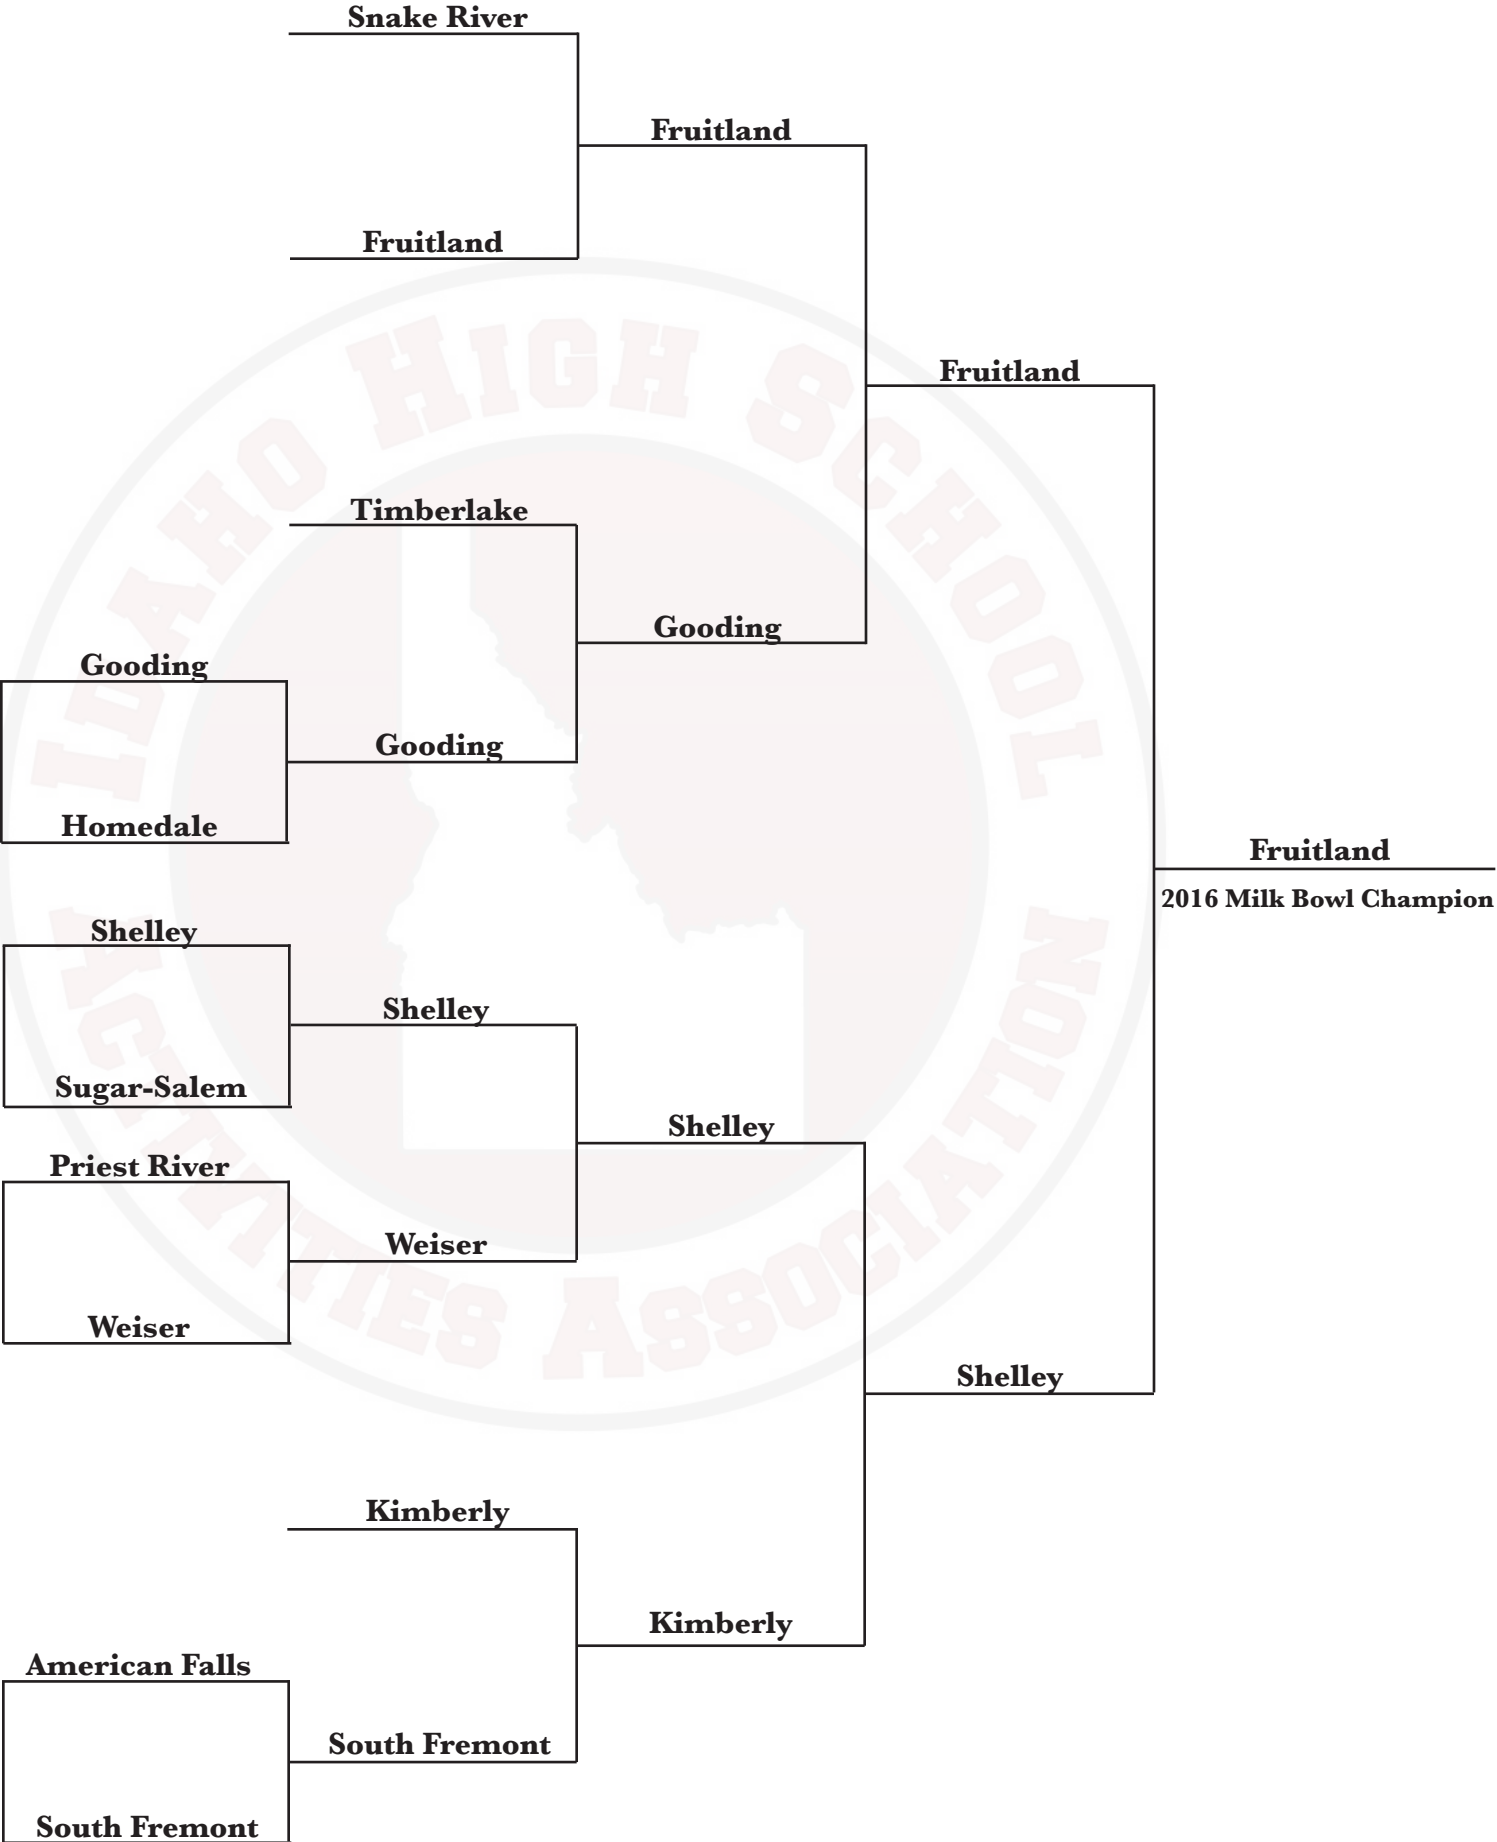 Snake River
Fruitland
Fruitland
Fruitland
Timberlake
Gooding
Gooding
Gooding
Homedale
Fruitland
2016 Milk Bowl Champion
Shelley
Shelley
Sugar-Salem
Shelley
Priest River
Weiser
Weiser
Shelley
Kimberly
Kimberly
American Falls
South Fremont
South Fremont
IDAHO HIGH SCHOOL
ACTIVITIES ASSOCIATION